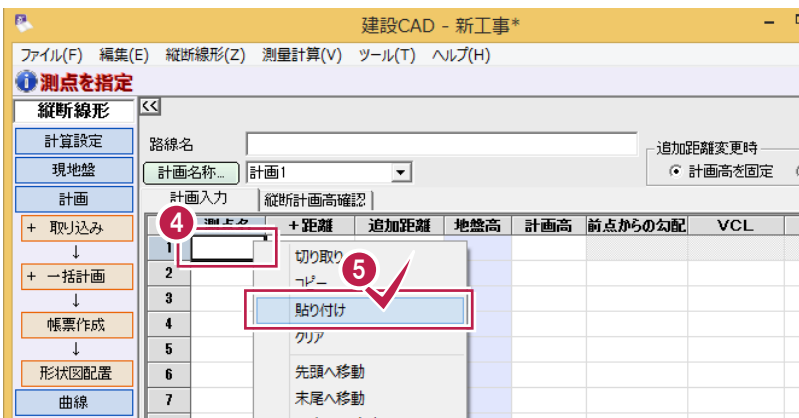 建設CAD - 新工事*
ファイル(F) 編集(E) 縦断線形(Z) 測量計算(V) ツール(T) ヘルプ(H)
測点を指定
縦断線形
<<
計算設定
現地盤
計画
+ 取り込み
↓
+ 一括計画
↓
帳票作成
↓
形状図配置
曲線
路線名
追加距離変更時
計画名称... 計画1
計画高を固定
計画入力 縦断計画高確認
測点名 +距離 追加距離 地盤高 計画高 前点からの勾配 VCL
4
1
2
3
4
5
6
7
切り取り
5
コピー
貼り付け
クリア
先頭へ移動
末尾へ移動